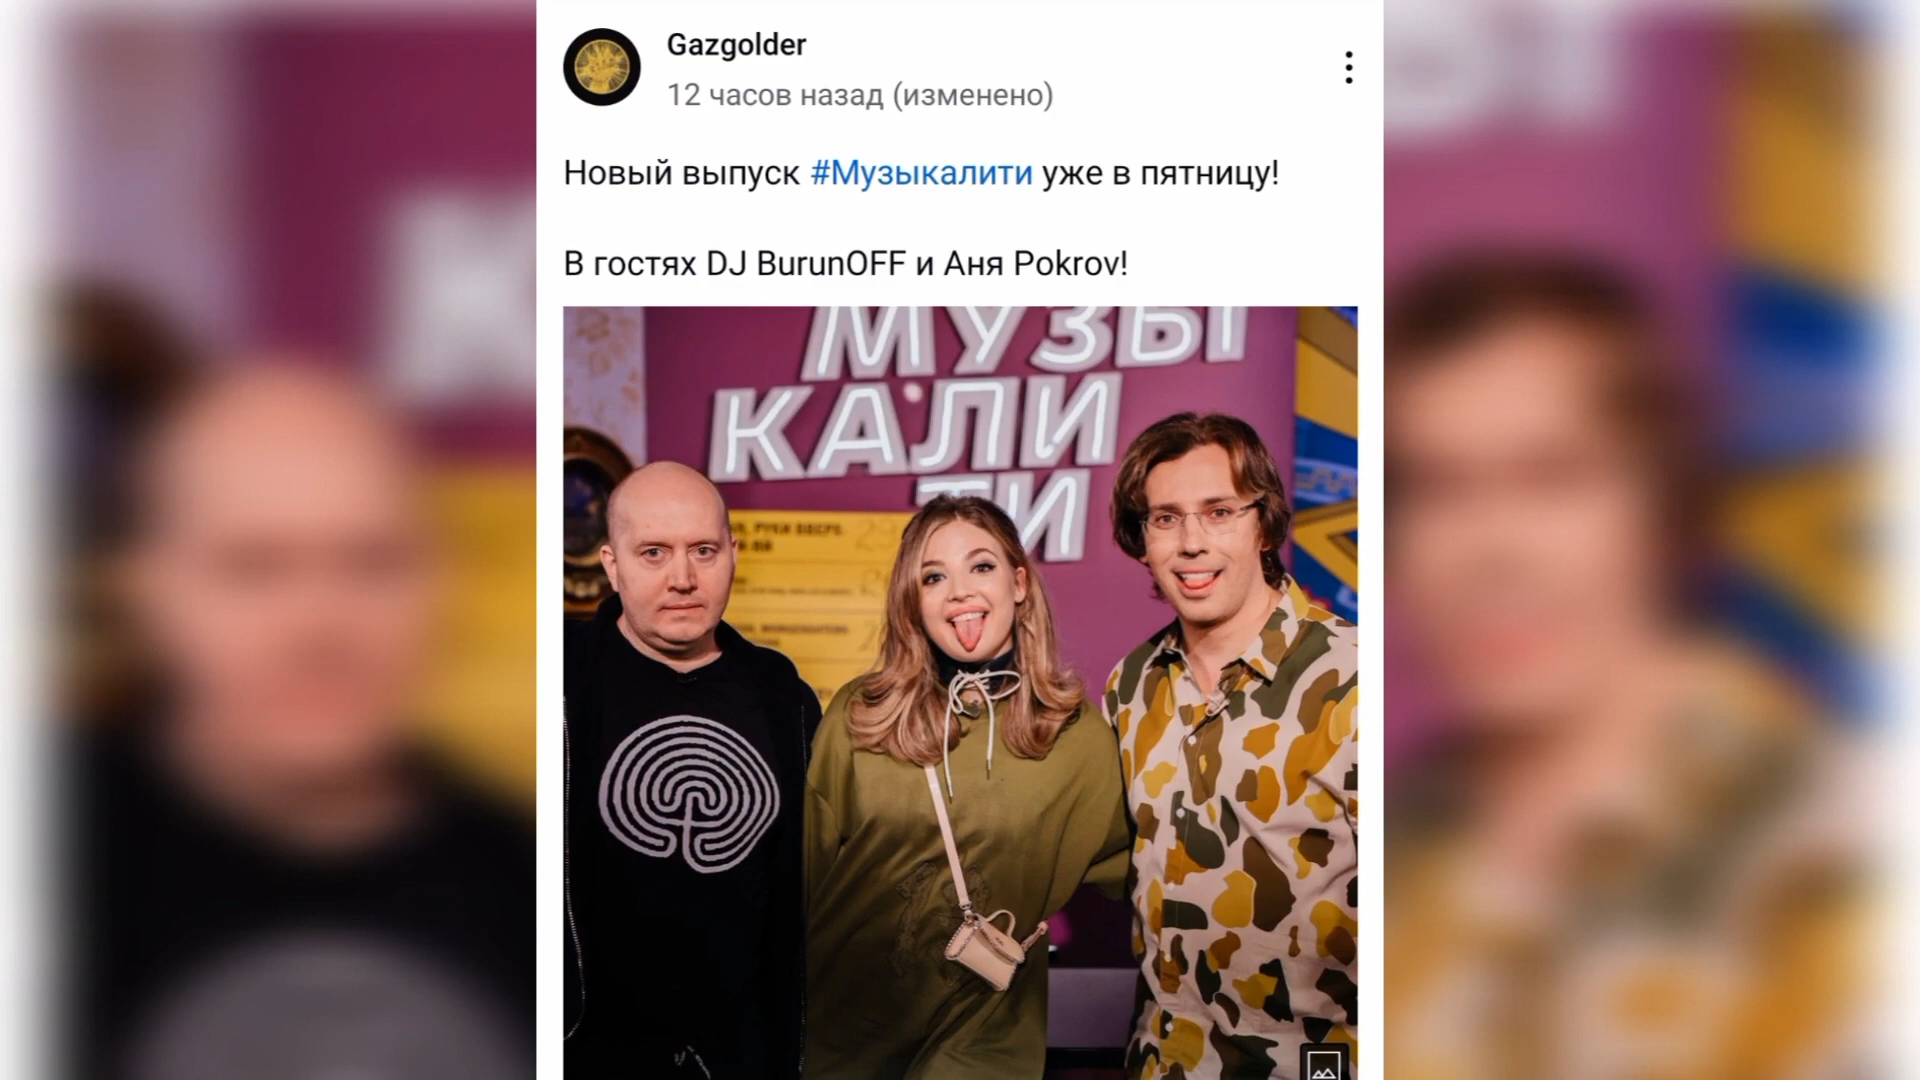 Gazgolder
12 часов назад (изменено)
Новый выпуск #Музыкалити уже в пятницу!
В гостях DJ BurunOFF и Аня Pokrov!
МУЗЫ
КАЛИ
ТИ